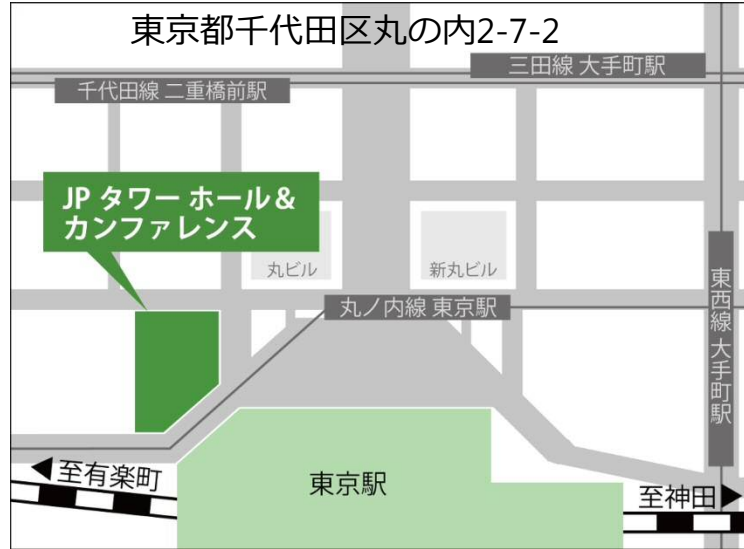 東京都千代田区丸の内2-7-2
三田線 大手町駅
千代田線 二重橋前駅
JP タワー ホール&
カンファレンス
丸ビル
新丸ビル
丸ノ内線 東京駅
東西線 大手町駅
至有楽町
東京駅
至神田